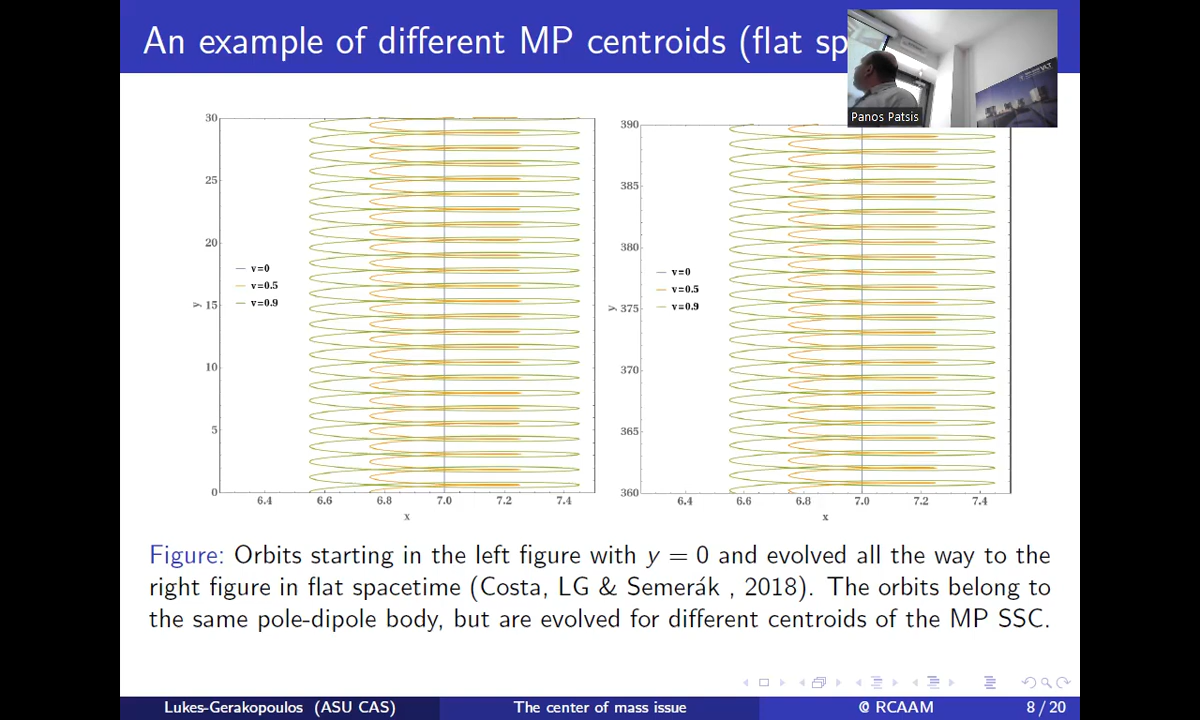 An example of different MP centroids (flat sp
Panos Patsis
30
25
20
15
10
5
0
y
v=0
v=0.5
v=0.9
6.4 6.6 6.8 7.0 7.2 7.4
x
390
385
380
375
370
365
360
y
v=0
v=0.5
v=0.9
6.4 6.6 6.8 7.0 7.2 7.4
x
Figure: Orbits starting in the left figure with y = 0 and evolved all the way to the
right figure in flat spacetime (Costa, LG & Semerák , 2018). The orbits belong to
the same pole-dipole body, but are evolved for different centroids of the MP SSC.
Lukes-Gerakopoulos (ASU CAS) The center of mass issue @ RCAAM 8 / 20